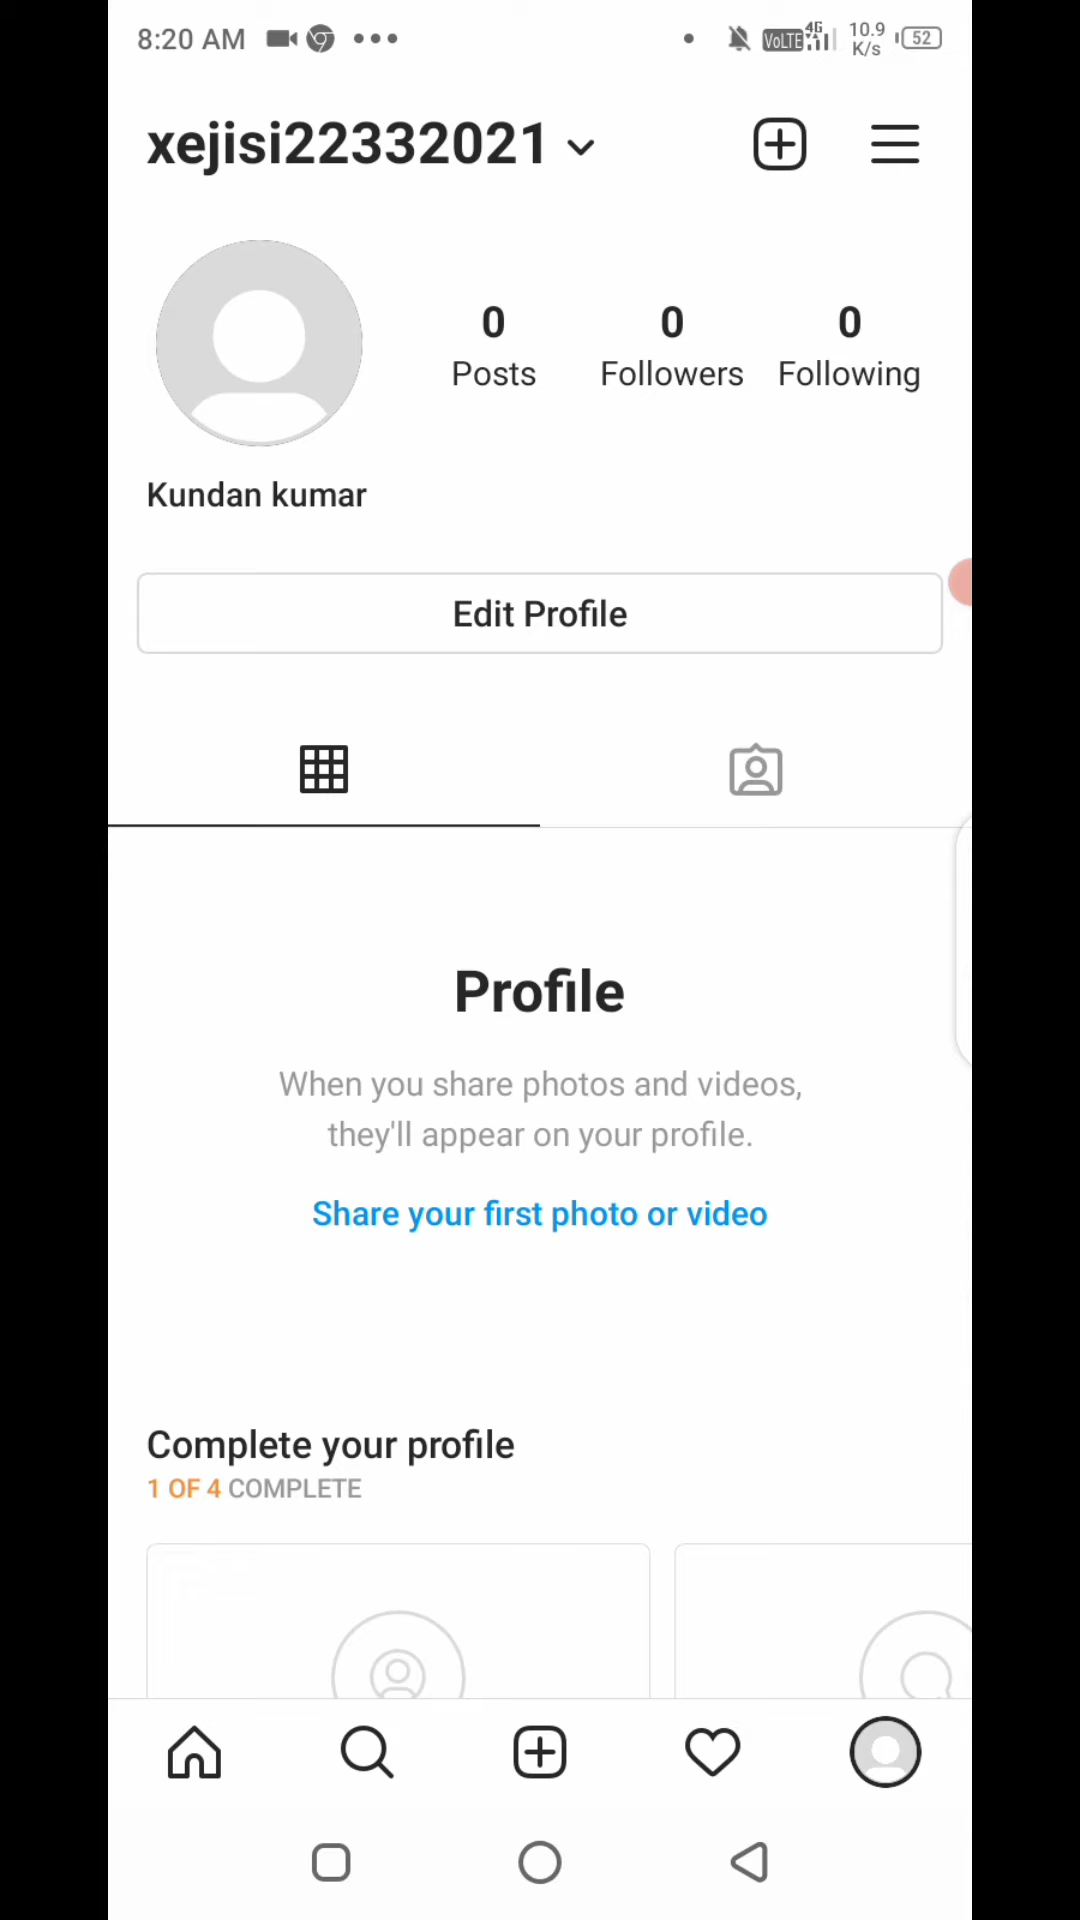 8:20 AM
VoLTE 4G 10.9 K/s 52
xejisi22332021
0 0 0
Posts Followers Following
Kundan kumar
Edit Profile
Profile
When you share photos and videos,
they'll appear on your profile.
Share your first photo or video
Complete your profile
1 OF 4 COMPLETE